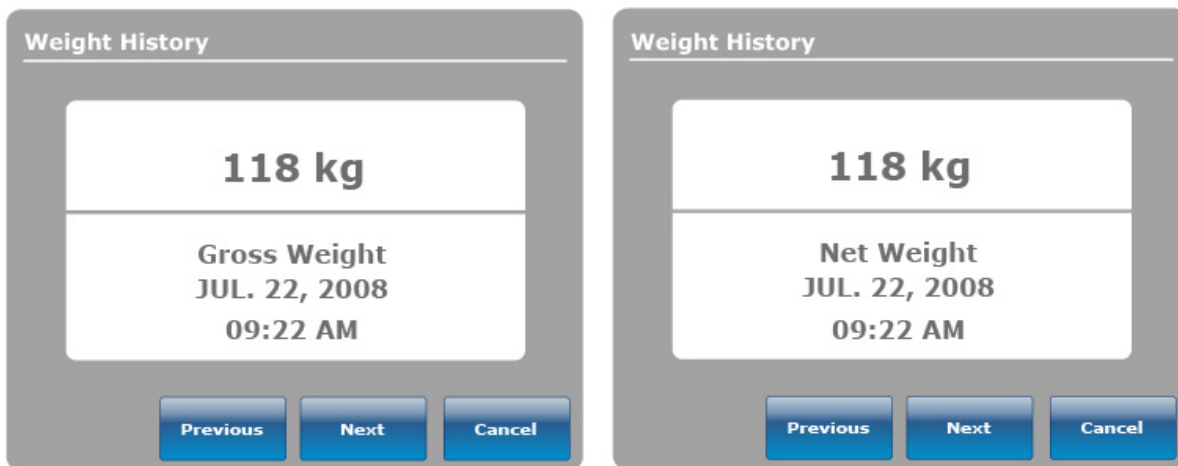 Weight History
118 kg
Gross Weight
JUL. 22, 2008
09:22 AM
Previous
Next
Cancel
Weight History
118 kg
Net Weight
JUL. 22, 2008
09:22 AM
Previous
Next
Cancel